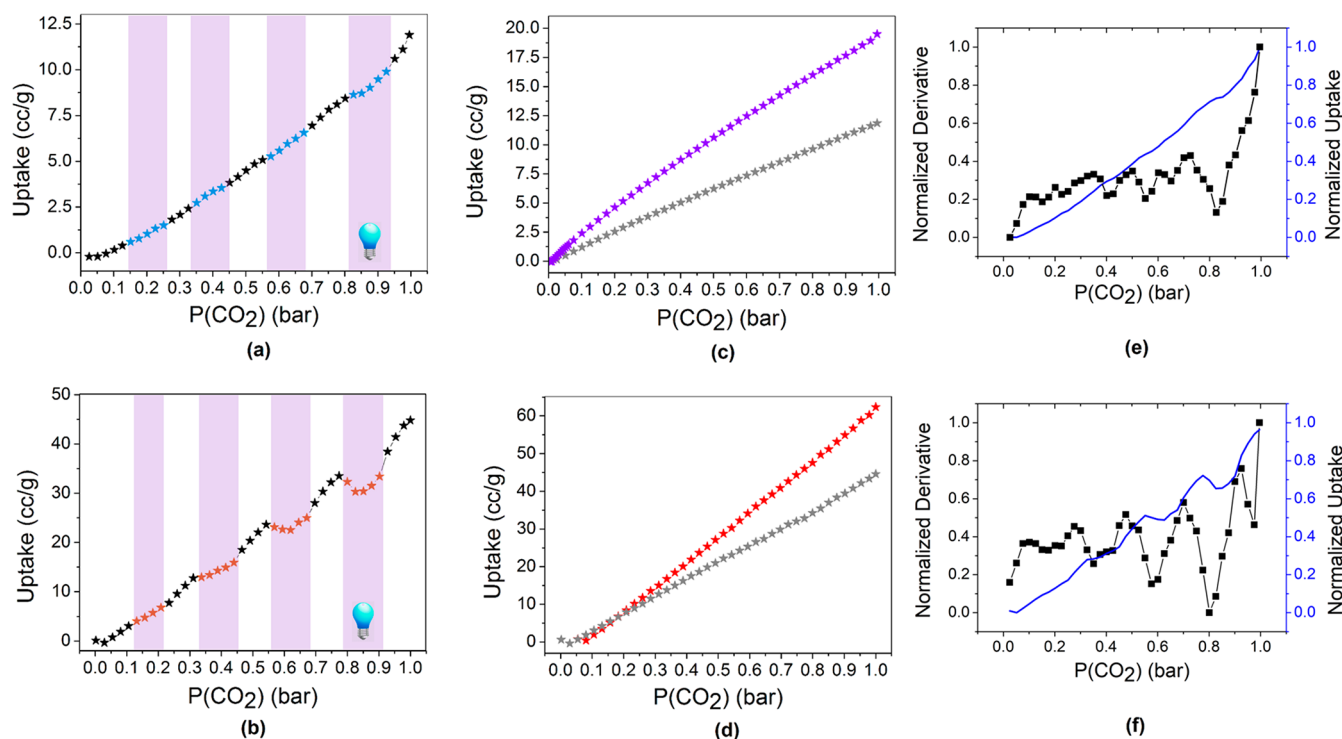 12.5
10.0
7.5
5.0
2.5
0.0
Uptake (cc/g)
0.0 0.1 0.2 0.3 0.4 0.5 0.6 0.7 0.8 0.9 1.0
P(CO2) (bar)
(a)
20.0
17.5
15.0
12.5
10.0
7.5
5.0
2.5
0.0
Uptake (cc/g)
0.0 0.1 0.2 0.3 0.4 0.5 0.6 0.7 0.8 0.9 1.0
P(CO2) (bar)
(c)
1.0
0.8
0.6
0.4
0.2
0.0
Normalized Derivative
1.0
0.8
0.6
0.4
0.2
0.0
Normalized Uptake
0.0 0.2 0.4 0.6 0.8 1.0
P(CO2) (bar)
(e)
50
40
30
20
10
0
Uptake (cc/g)
0.0 0.1 0.2 0.3 0.4 0.5 0.6 0.7 0.8 0.9 1.0
P(CO2) (bar)
(b)
60
50
40
30
20
10
0
Uptake (cc/g)
0.0 0.1 0.2 0.3 0.4 0.5 0.6 0.7 0.8 0.9 1.0
P(CO2) (bar)
(d)
1.0
0.8
0.6
0.4
0.2
0.0
Normalized Derivative
1.0
0.8
0.6
0.4
0.2
0.0
Normalized Uptake
0.0 0.2 0.4 0.6 0.8 1.0
P(CO2) (bar)
(f)